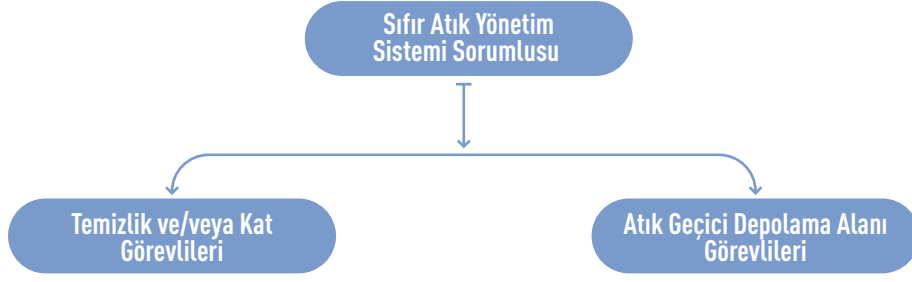 Sıfır Atık Yönetim
Sistemi Sorumlusu
Temizlik ve/veya Kat
Görevlileri
Atık Geçici Depolama Alanı
Görevlileri